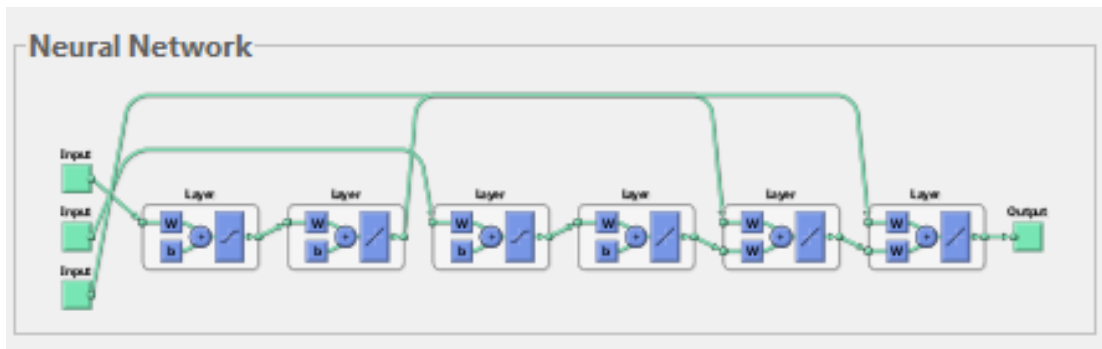 Neural Network
Input
Input
Input
Layer
W
b
+
Layer
W
b
+
Layer
W
b
+
Layer
W
b
+
Layer
W
W
+
Layer
W
W
+
Output